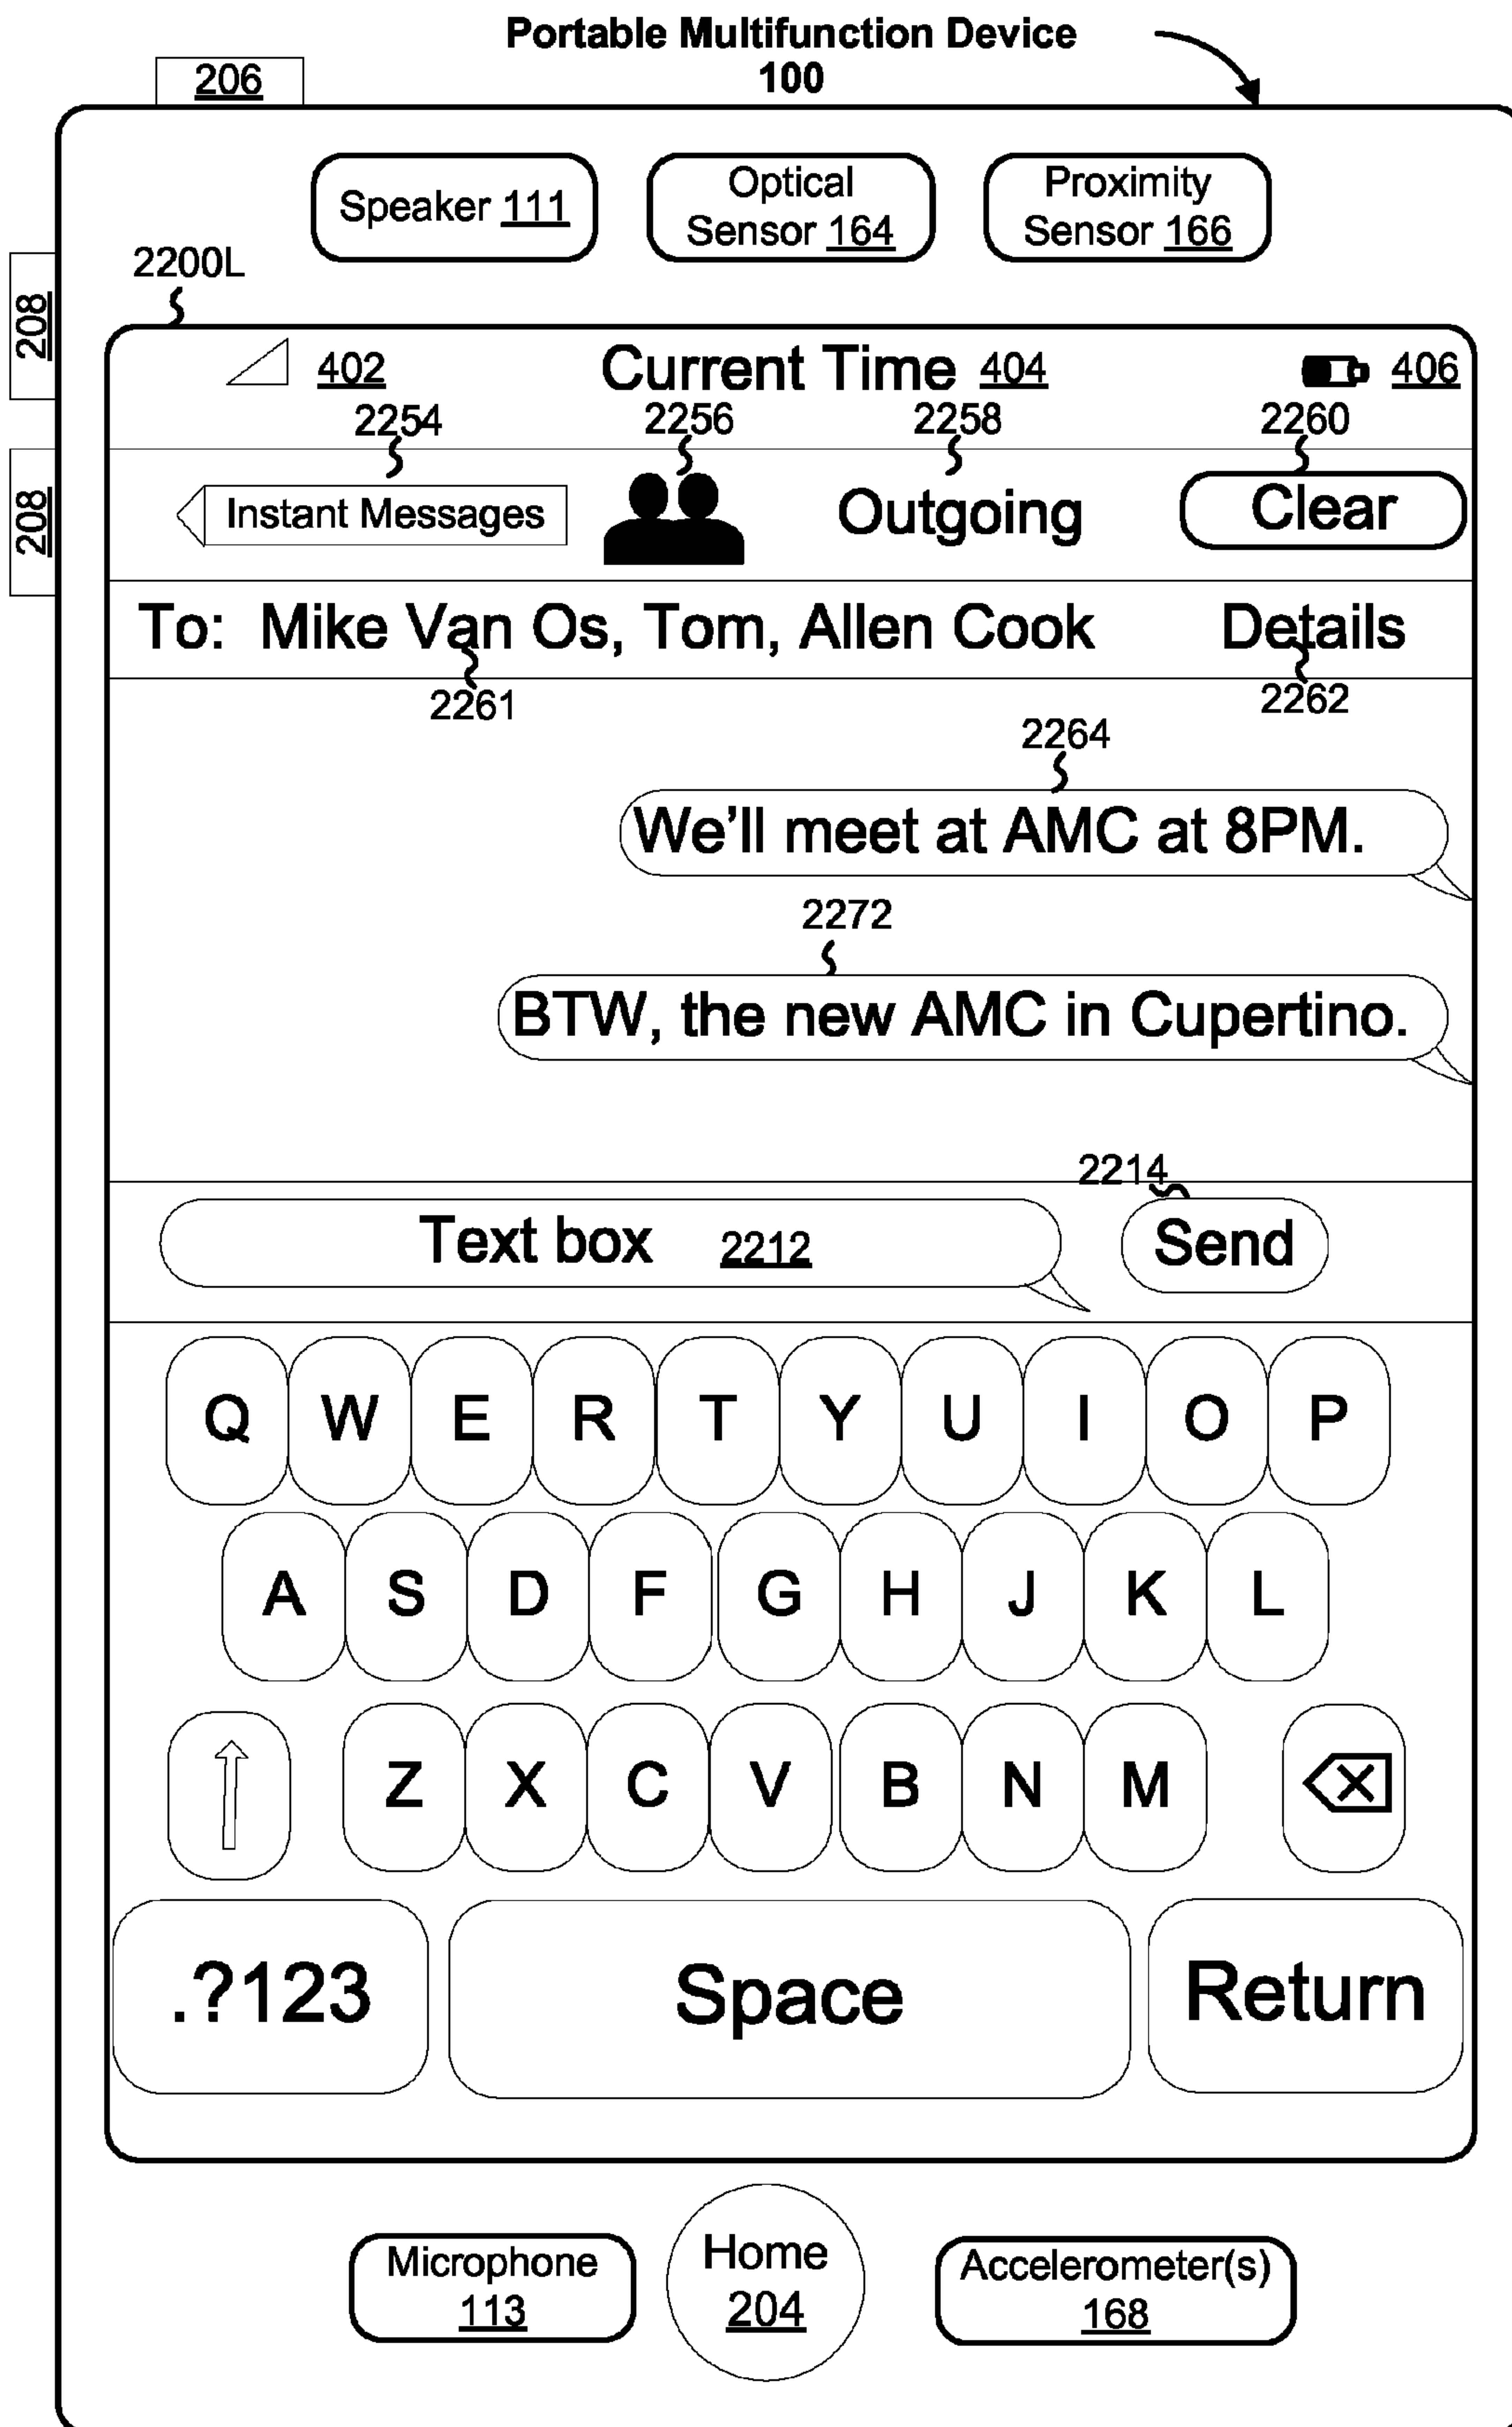 Portable Multifunction Device
100
206
Speaker 111
Optical
Sensor 164
Proximity
Sensor 166
2200L
208
208
402
Current Time 404
406
2254
2256
2258
2260
Instant Messages
Outgoing
Clear
To: Mike Van Os, Tom, Allen Cook
Details
2261
2262
2264
We'll meet at AMC at 8PM.
2272
BTW, the new AMC in Cupertino.
2214
Text box 2212
Send
Q W E R T Y U I O P
A S D F G H J K L
Z X C V B N M
.?123
Space
Return
Microphone
113
Home
204
Accelerometer(s)
168